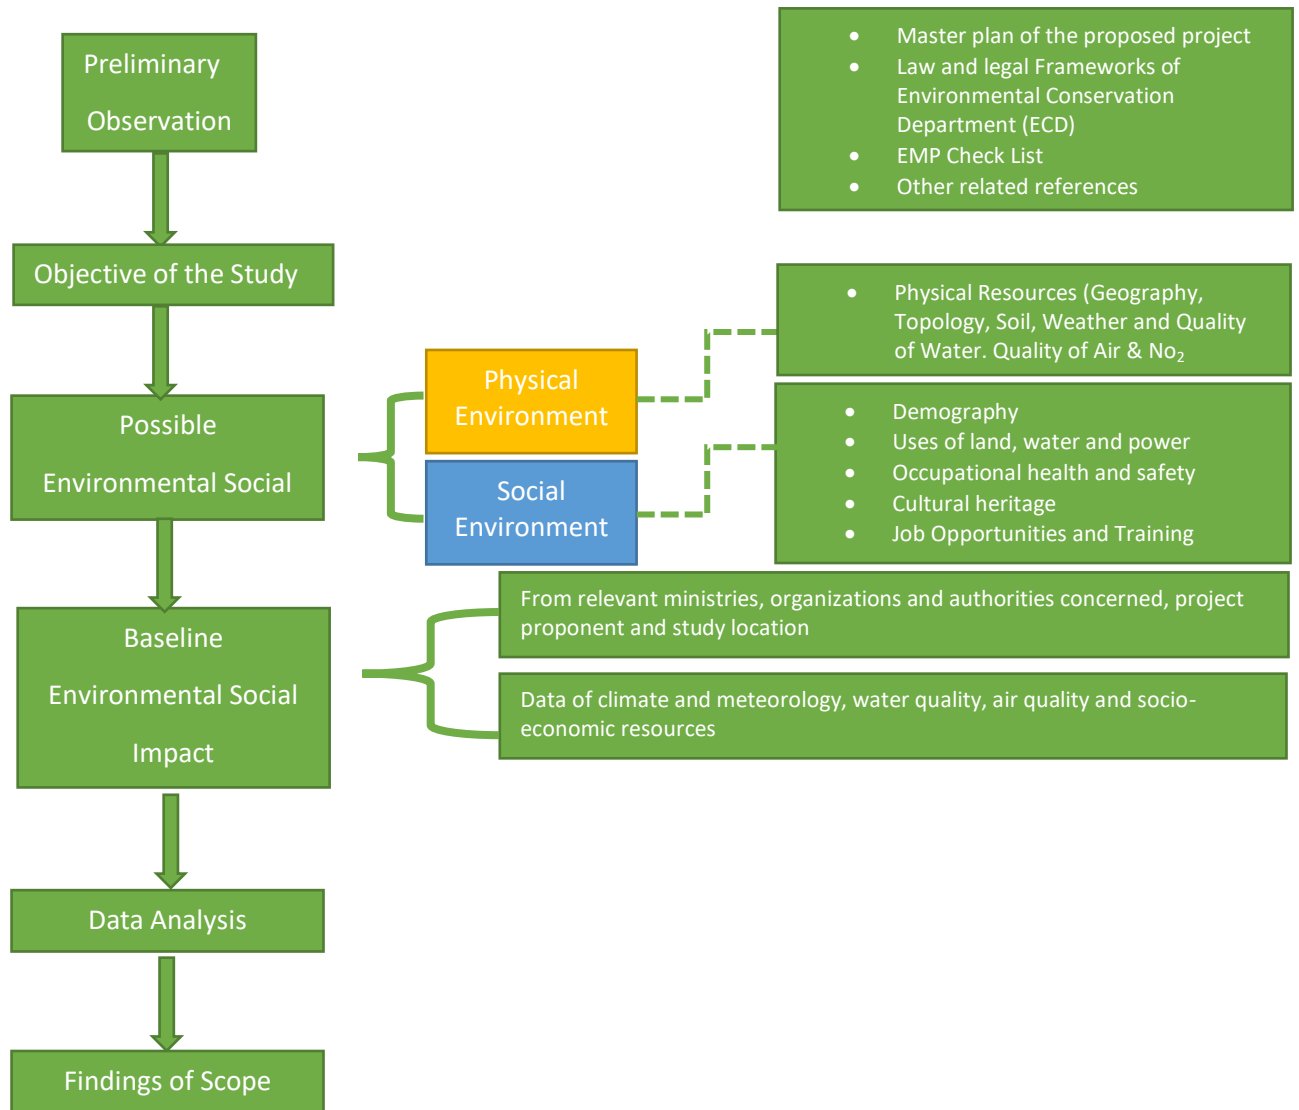 Preliminary
Observation
• Master plan of the proposed project
• Law and legal Frameworks of
Environmental Conservation
Department (ECD)
• EMP Check List
• Other related references
Objective of the Study
• Physical Resources (Geography,
Topology, Soil, Weather and Quality
of Water. Quality of Air & No₂
Possible
Environmental Social
Physical
Environment
Social
Environment
• Demography
• Uses of land, water and power
• Occupational health and safety
• Cultural heritage
• Job Opportunities and Training
Baseline
Environmental Social
Impact
From relevant ministries, organizations and authorities concerned, project
proponent and study location
Data of climate and meteorology, water quality, air quality and socio-
economic resources
Data Analysis
Findings of Scope